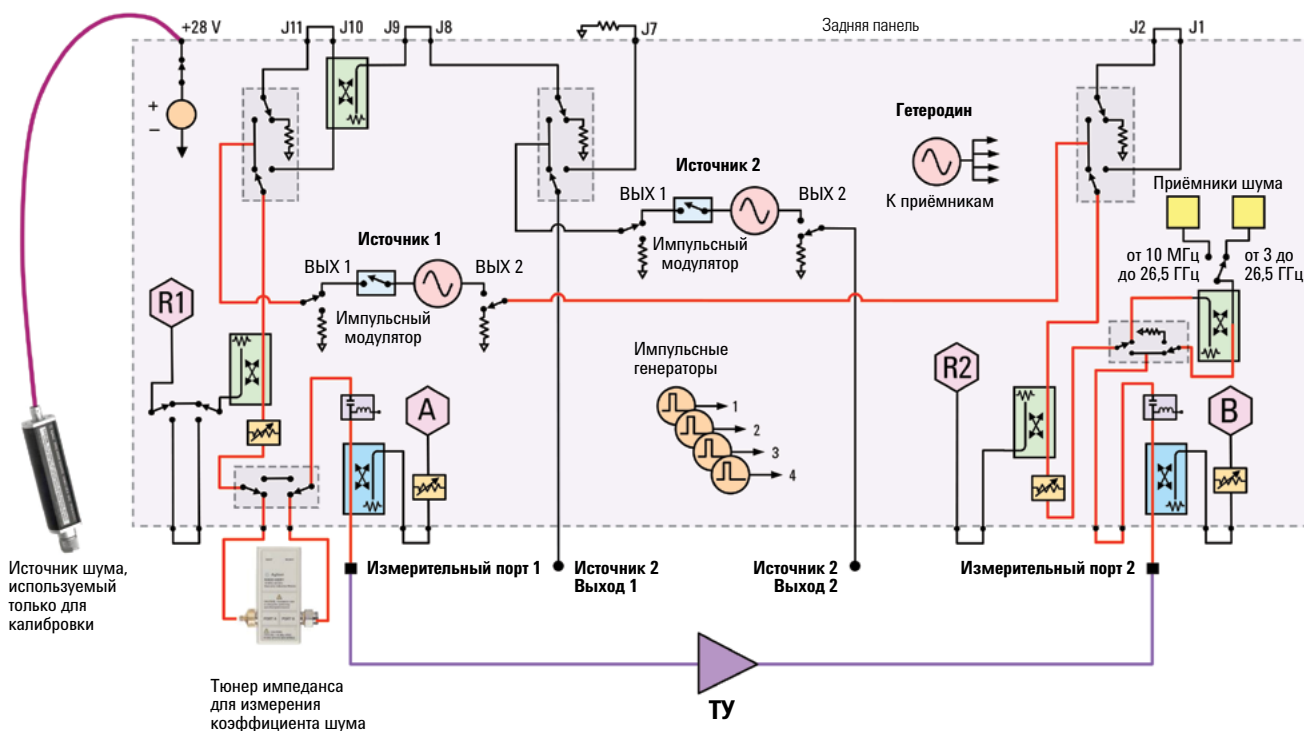 +28 V
J11
J10
J9
J8
J7
Задняя панель
J2
J1
+
–
Гетеродин
К приёмникам
Источник 2
ВЫХ 1
ВЫХ 2
Импульсный
модулятор
Приёмники шума
от 10 МГц
до 26,5 ГГц
от 3 до
26,5 ГГц
Источник 1
ВЫХ 1
ВЫХ 2
Импульсный
модулятор
R1
Импульсные
генераторы
1
2
3
4
R2
A
B
Источник шума,
используемый
только для
калибровки
Измерительный порт 1
Источник 2
Выход 1
Источник 2
Выход 2
Измерительный порт 2
Тюнер импеданса
для измерения
коэффициента шума
ТУ